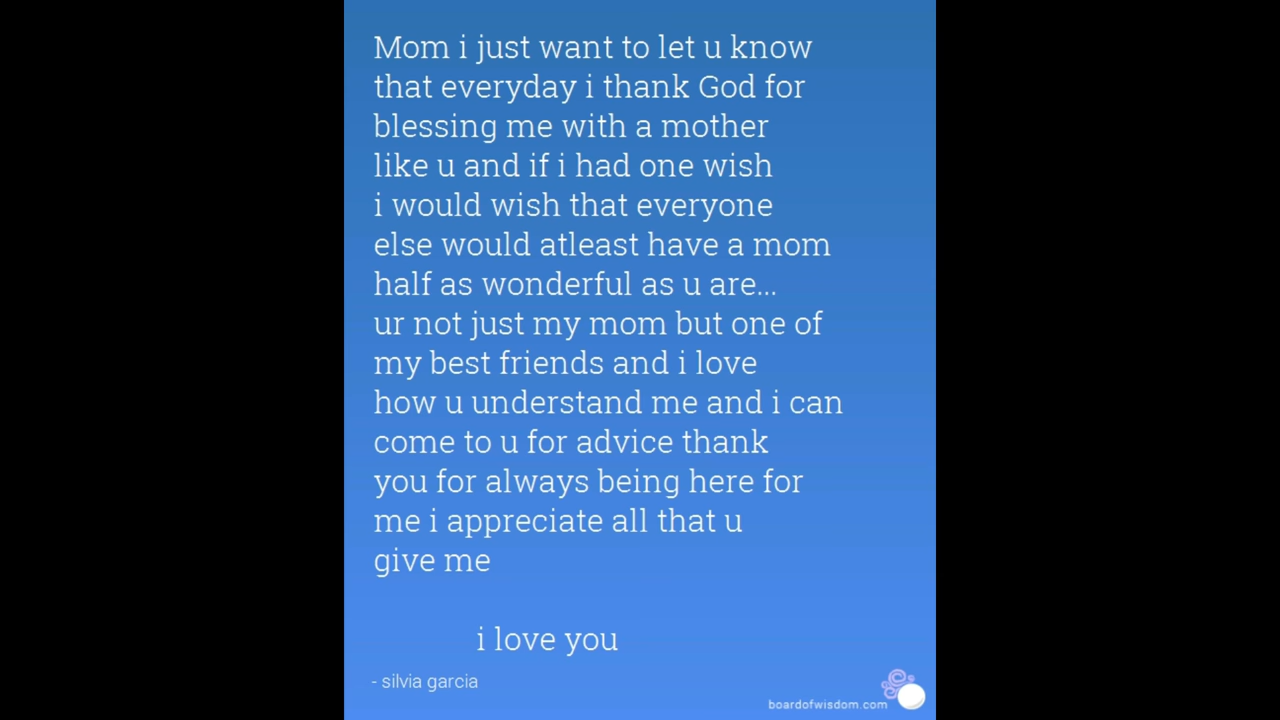 Mom i just want to let u know
that everyday i thank God for
blessing me with a mother
like u and if i had one wish
i would wish that everyone
else would atleast have a mom
half as wonderful as u are...
ur not just my mom but one of
my best friends and i love
how u understand me and i can
come to u for advice thank
you for always being here for
me i appreciate all that u
give me
i love you
- silvia garcia
boardofwisdom.com